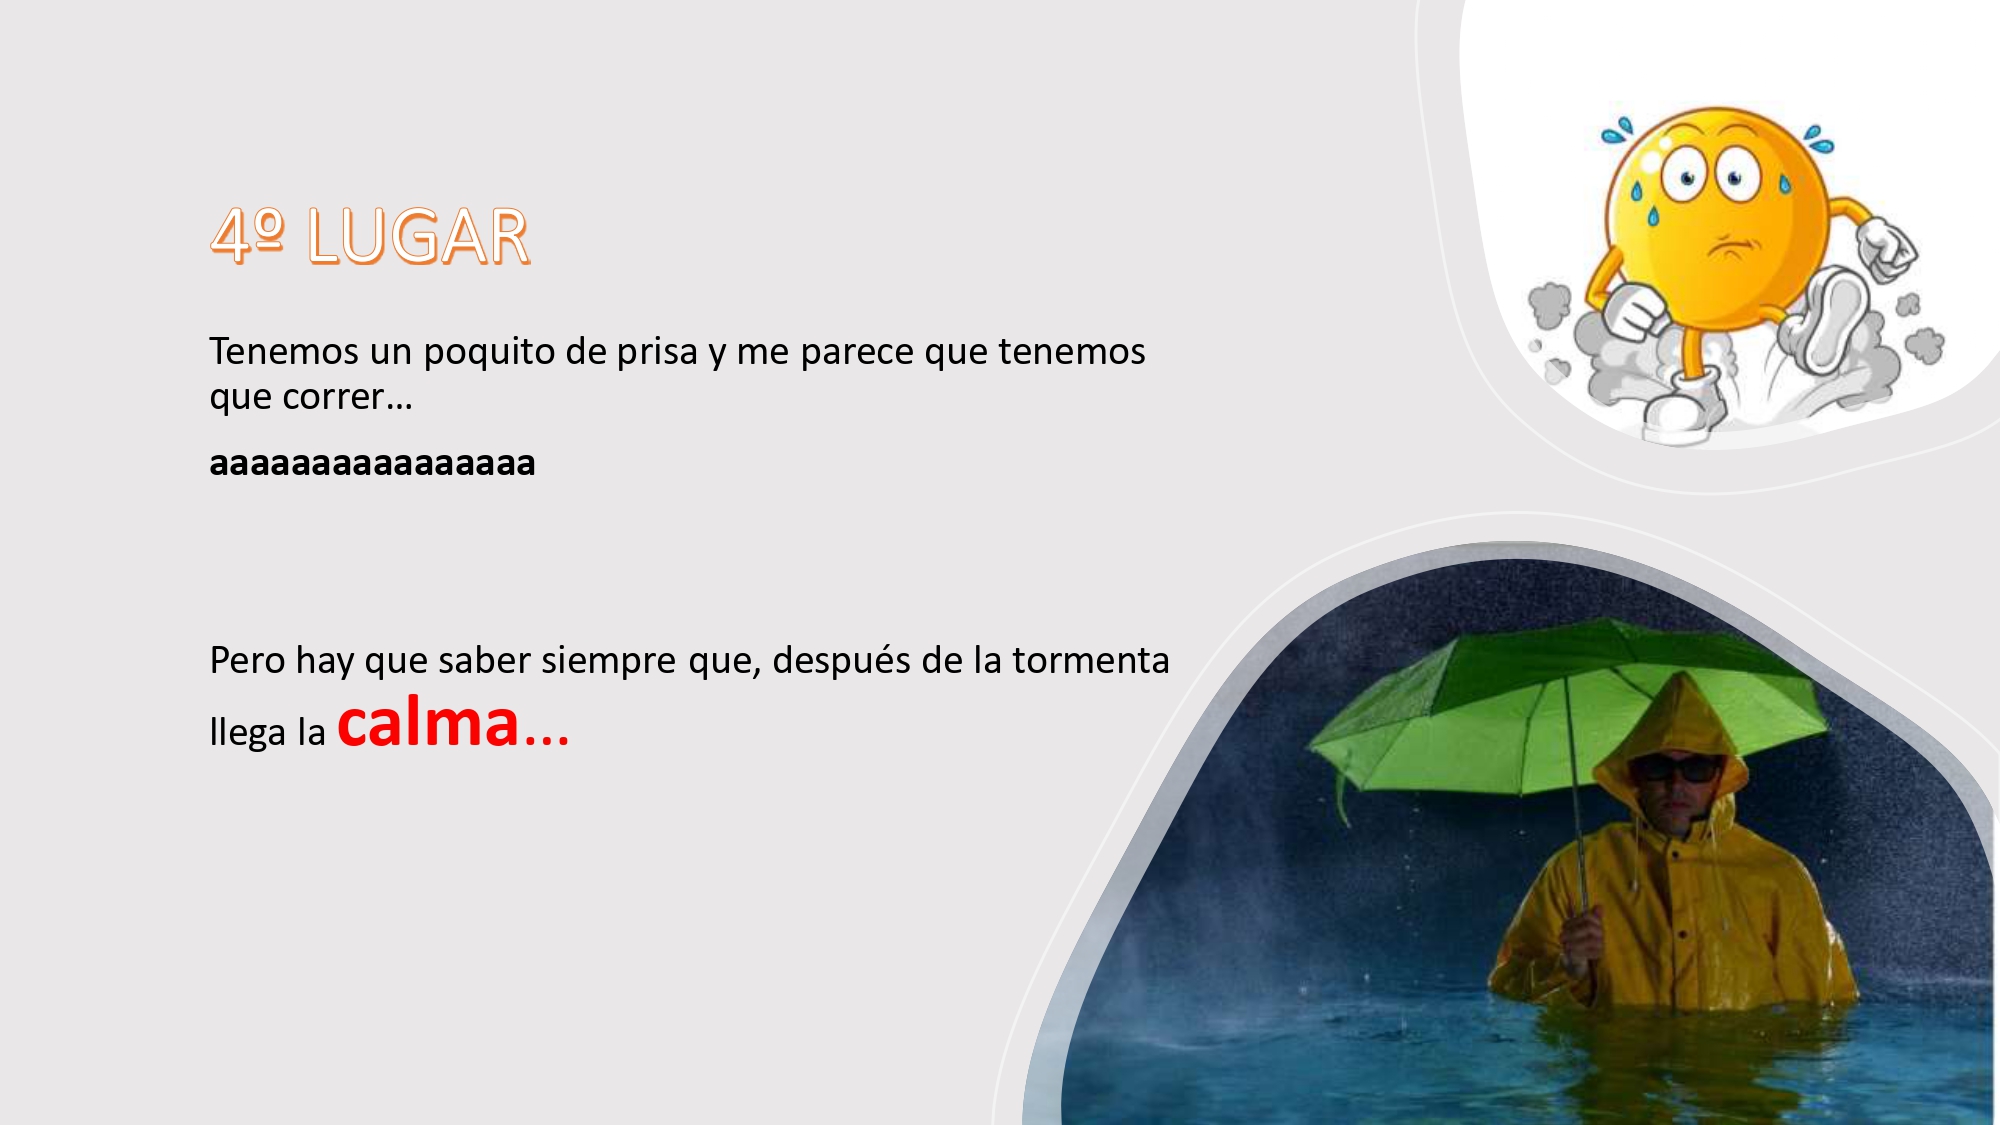 4º LUGAR
Tenemos un poquito de prisa y me parece que tenemos
que correr…
aaaaaaaaaaaaaaaa
Pero hay que saber siempre que, después de la tormenta
llega la calma…